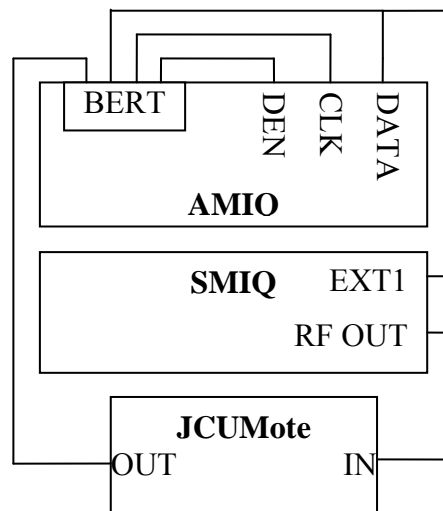 BERT
DEN
CLK
DATA
AMIO
SMIQ
EXT1
RF OUT
JCUMote
OUT
IN